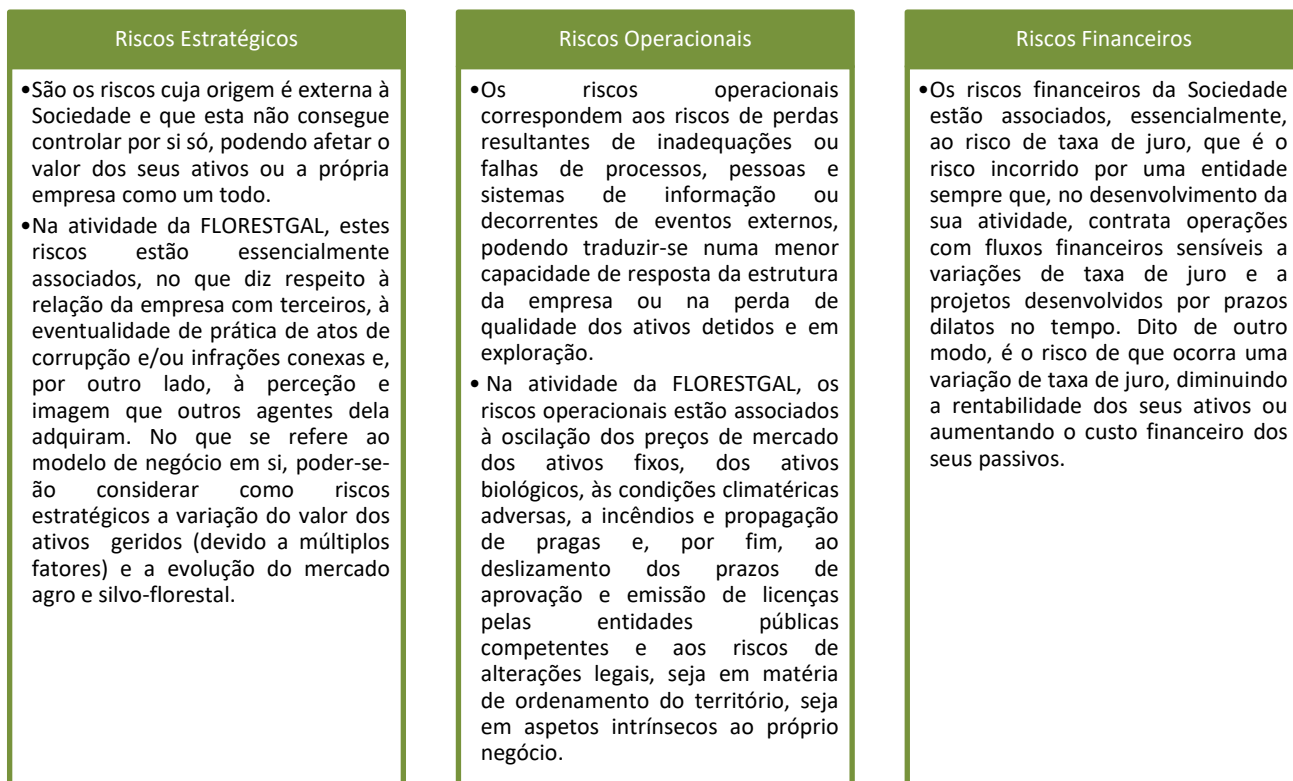 Riscos Estratégicos
•São os riscos cuja origem é externa à
Sociedade e que esta não consegue
controlar por si só, podendo afetar o
valor dos seus ativos ou a própria
empresa como um todo.
•Na atividade da FLORESTGAL, estes
riscos estão essencialmente
associados, no que diz respeito à
relação da empresa com terceiros, à
eventualidade de prática de atos de
corrupção e/ou infrações conexas e,
por outro lado, à perceção e
imagem que outros agentes dela
adquiram. No que se refere ao
modelo de negócio em si, poder-se-
ão considerar como riscos
estratégicos a variação do valor dos
ativos geridos (devido a múltiplos
fatores) e a evolução do mercado
agro e silvo-florestal.
Riscos Operacionais
•Os riscos operacionais
correspondem aos riscos de perdas
resultantes de inadequações ou
falhas de processos, pessoas e
sistemas de informação ou
decorrentes de eventos externos,
podendo traduzir-se numa menor
capacidade de resposta da estrutura
da empresa ou na perda de
qualidade dos ativos detidos e em
exploração.
• Na atividade da FLORESTGAL, os
riscos operacionais estão associados
à oscilação dos preços de mercado
dos ativos fixos, dos ativos
biológicos, às condições climatéricas
adversas, a incêndios e propagação
de pragas e, por fim, ao
deslizamento dos prazos de
aprovação e emissão de licenças
pelas entidades públicas
competentes e aos riscos de
alterações legais, seja em matéria
de ordenamento do território, seja
em aspetos intrínsecos ao próprio
negócio.
Riscos Financeiros
•Os riscos financeiros da Sociedade
estão associados, essencialmente,
ao risco de taxa de juro, que é o
risco incorrido por uma entidade
sempre que, no desenvolvimento da
sua atividade, contrata operações
com fluxos financeiros sensíveis a
variações de taxa de juro e a
projetos desenvolvidos por prazos
dilatos no tempo. Dito de outro
modo, é o risco de que ocorra uma
variação de taxa de juro, diminuindo
a rentabilidade dos seus ativos ou
aumentando o custo financeiro dos
seus passivos.